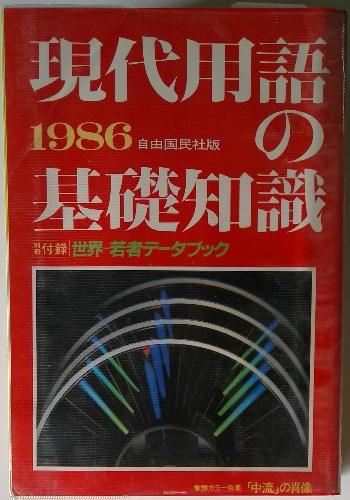 現代用語
の
1986 自由国民社版
基礎知識
別冊付録 世界-若者データブック
巻頭カラー特集 「中流」の肖像